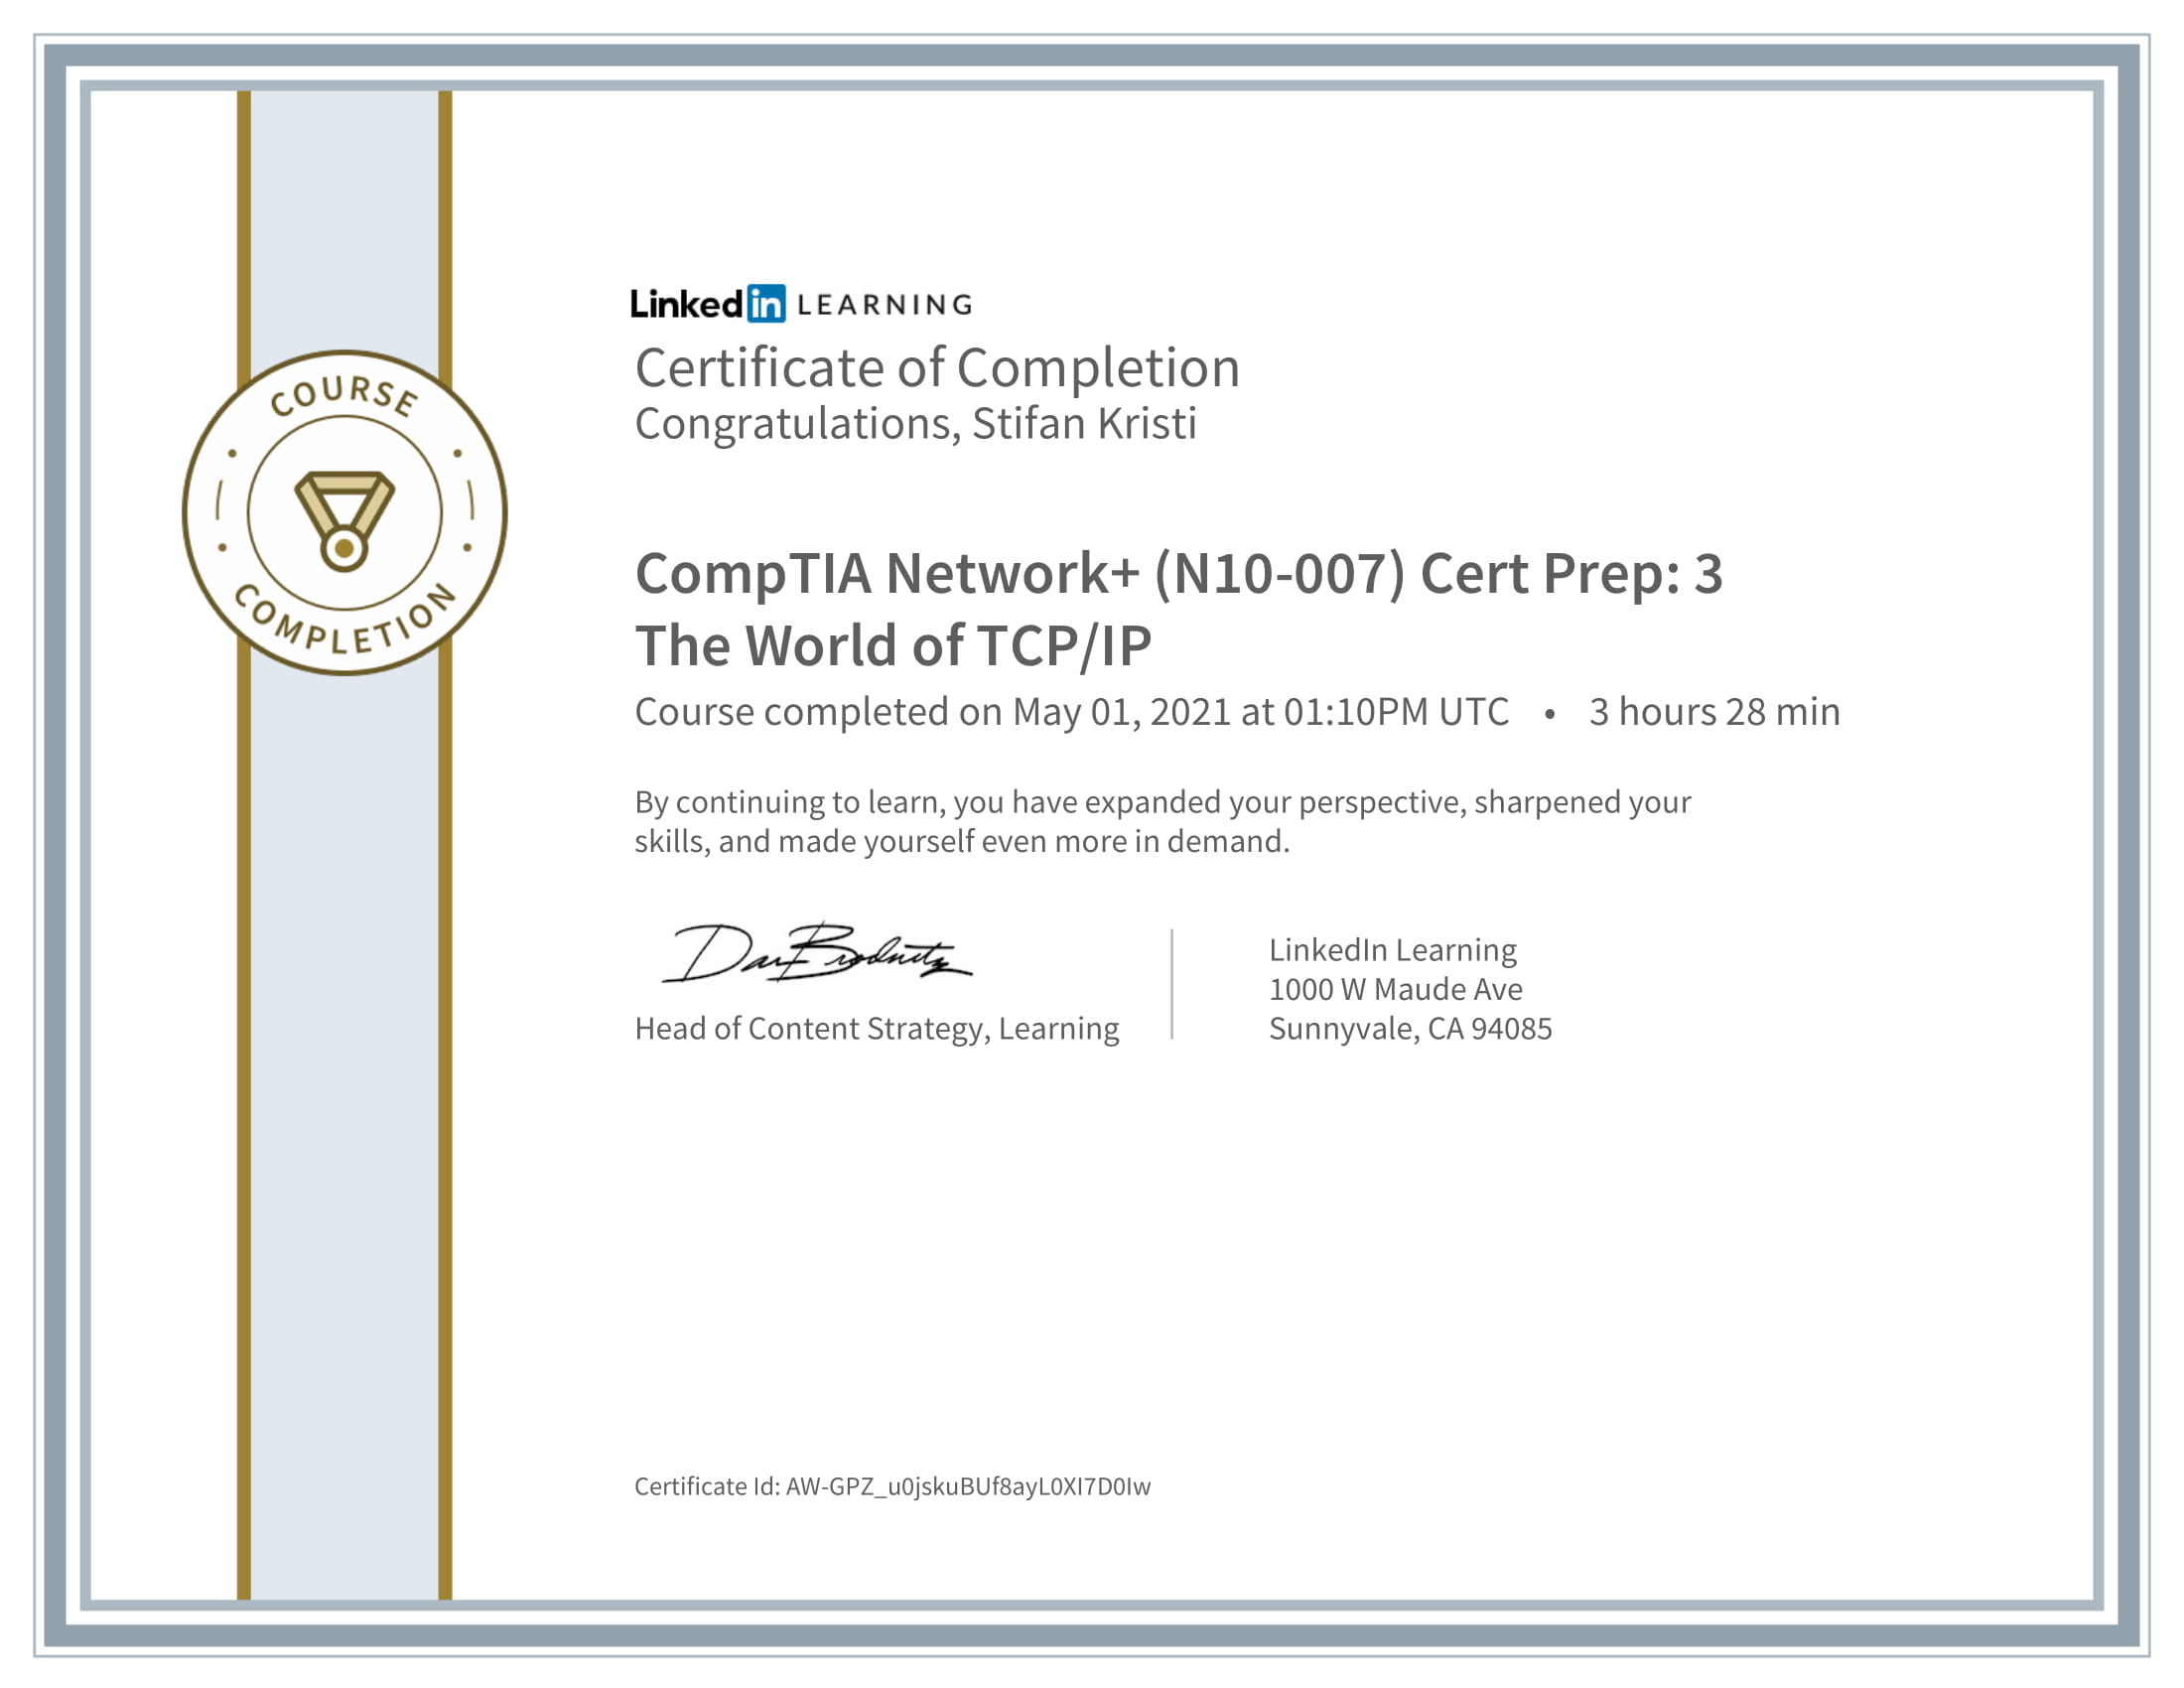 COURSE
COMPLETION
Linked in LEARNING
Certificate of Completion
Congratulations, Stifan Kristi
CompTIA Network+ (N10-007) Cert Prep: 3
The World of TCP/IP
Course completed on May 01, 2021 at 01:10PM UTC • 3 hours 28 min
By continuing to learn, you have expanded your perspective, sharpened your
skills, and made yourself even more in demand.
Head of Content Strategy, Learning
LinkedIn Learning
1000 W Maude Ave
Sunnyvale, CA 94085
Certificate Id: AW-GPZ_u0jskuBUf8ayL0XI7D0Iw